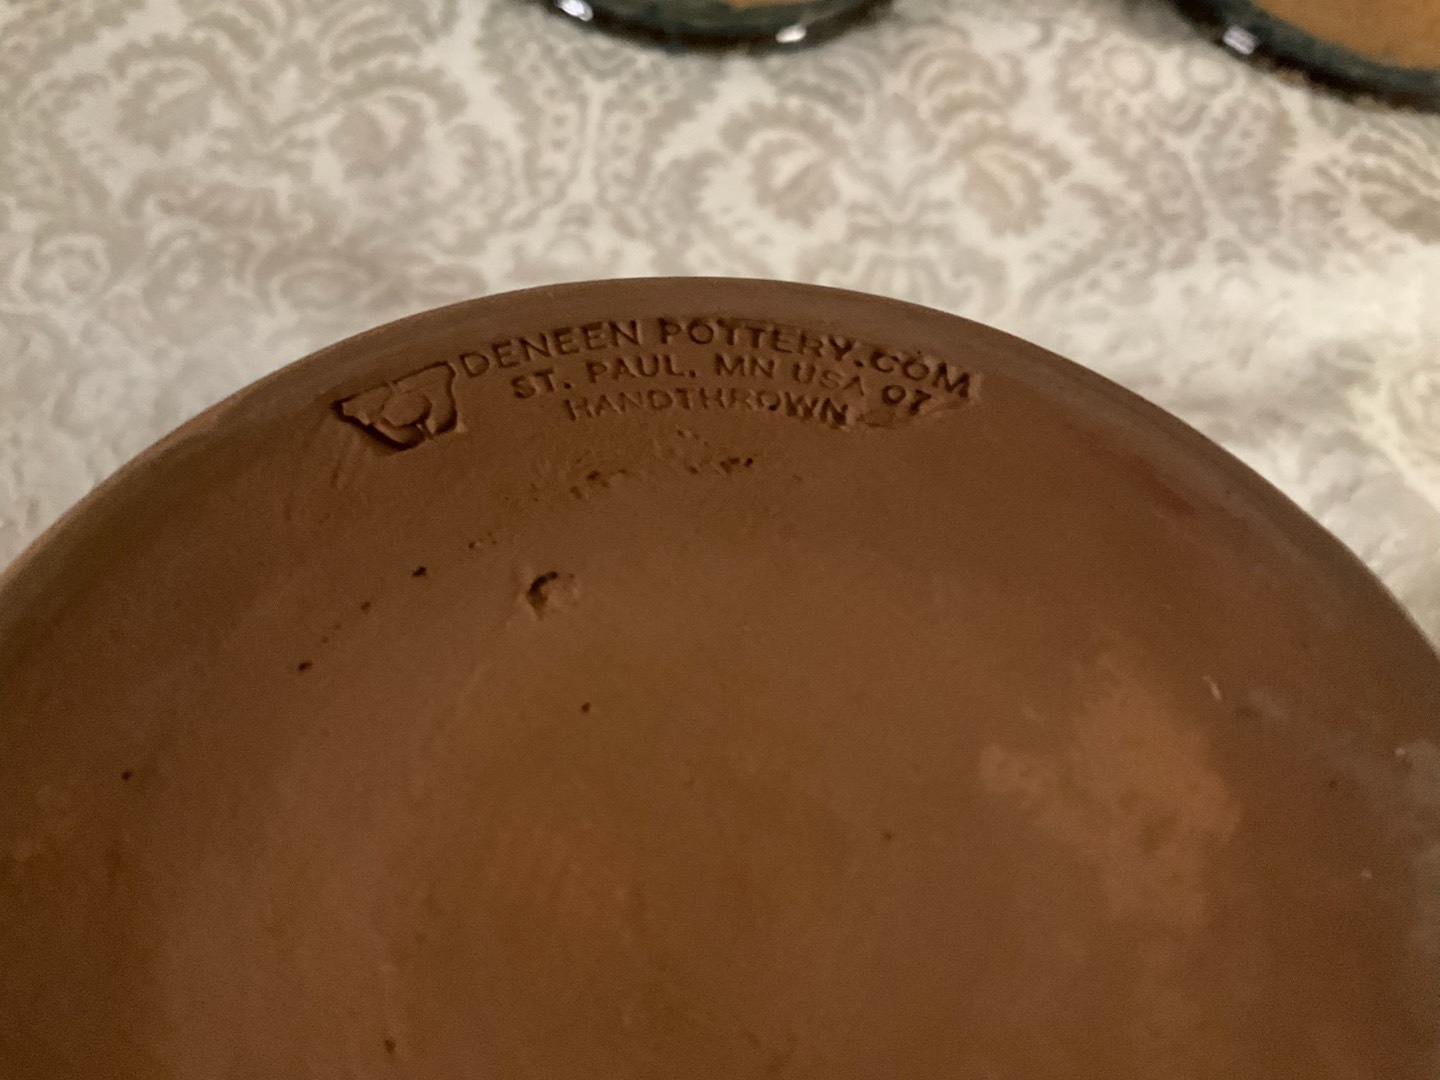 DENEEN POTTERY.COM
ST. PAUL, MN USA 07
HANDTHROWN